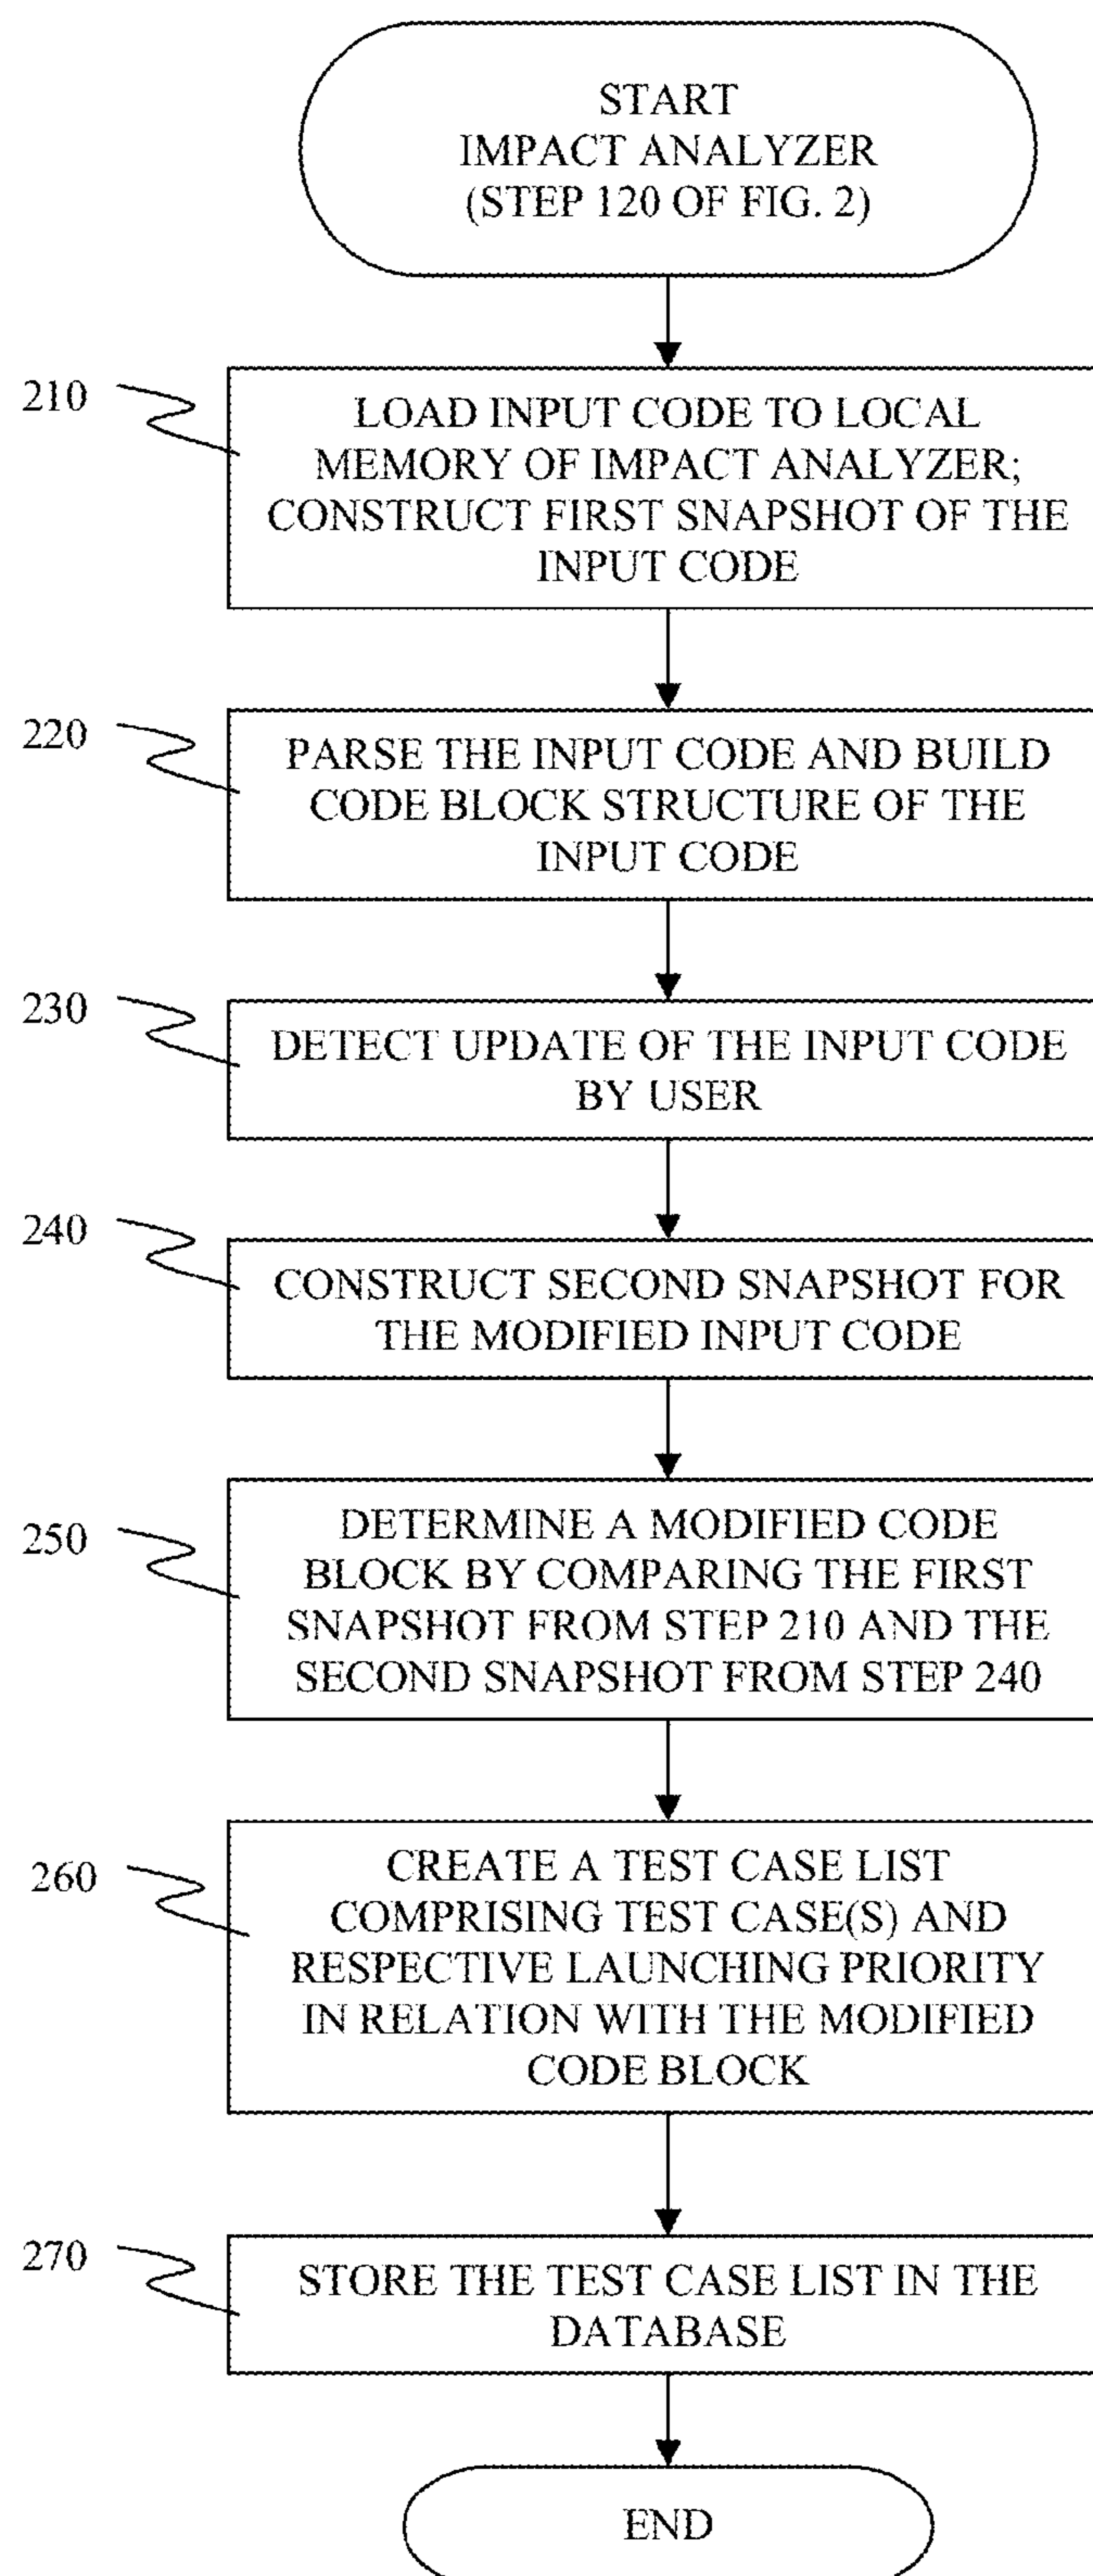 START
IMPACT ANALYZER
(STEP 120 OF FIG. 2)
210
LOAD INPUT CODE TO LOCAL
MEMORY OF IMPACT ANALYZER;
CONSTRUCT FIRST SNAPSHOT OF THE
INPUT CODE
220
PARSE THE INPUT CODE AND BUILD
CODE BLOCK STRUCTURE OF THE
INPUT CODE
230
DETECT UPDATE OF THE INPUT CODE
BY USER
240
CONSTRUCT SECOND SNAPSHOT FOR
THE MODIFIED INPUT CODE
250
DETERMINE A MODIFIED CODE
BLOCK BY COMPARING THE FIRST
SNAPSHOT FROM STEP 210 AND THE
SECOND SNAPSHOT FROM STEP 240
260
CREATE A TEST CASE LIST
COMPRISING TEST CASE(S) AND
RESPECTIVE LAUNCHING PRIORITY
IN RELATION WITH THE MODIFIED
CODE BLOCK
270
STORE THE TEST CASE LIST IN THE
DATABASE
END